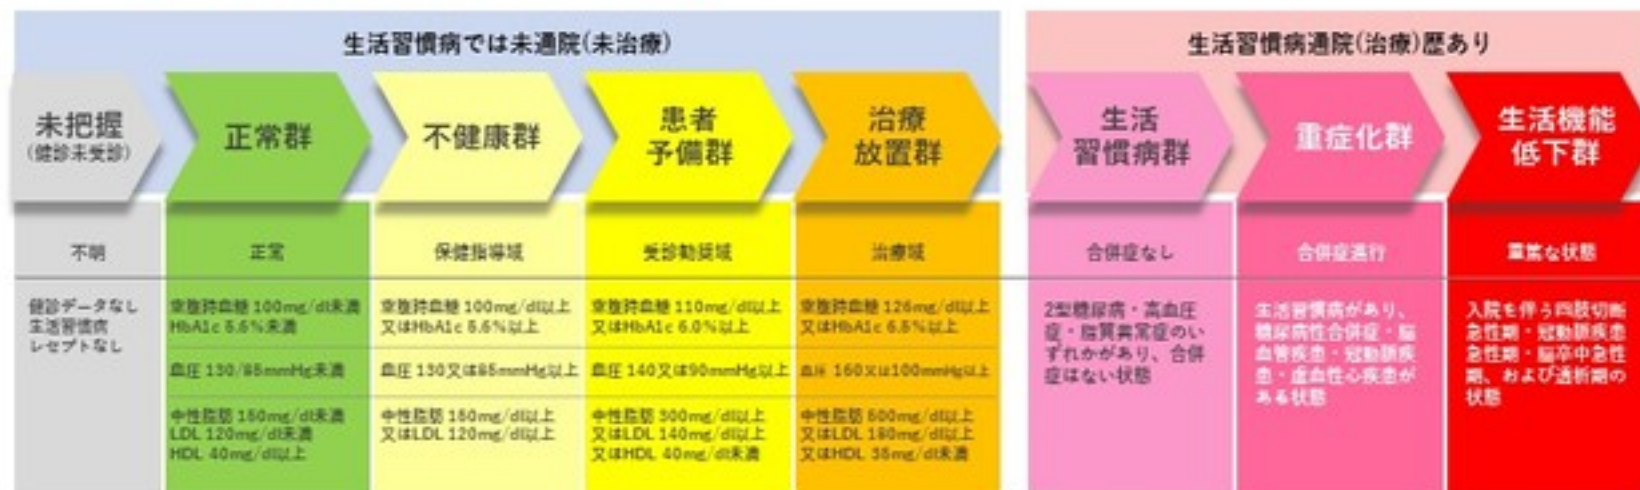 生活習慣病では未通院(未治療)
生活習慣病通院(治療)歴あり
未把握
(健診未受診)
正常群
不健康群
患者
予備群
治療
放置群
生活
習慣病群
重症化群
生活機能
低下群
不明
正常
保健指導域
受診勧奨域
治療域
合併症なし
合併症進行
重篤な状態
健診データなし
生活習慣病
レセプトなし
空腹時血糖 100mg/dl未満
HbA1c 5.6%未満
血圧 130/85mmHg未満
中性脂肪 150mg/dl未満
LDL 120mg/dl未満
HDL 40mg/dl以上
空腹時血糖 100mg/dl以上
又はHbA1c 5.6%以上
血圧 130又は85mmHg以上
中性脂肪 150mg/dl以上
又はLDL 120mg/dl以上
空腹時血糖 110mg/dl以上
又はHbA1c 6.0%以上
血圧 140又は90mmHg以上
中性脂肪 300mg/dl以上
又はLDL 140mg/dl以上
又はHDL 40mg/dl未満
空腹時血糖 126mg/dl以上
又はHbA1c 6.5%以上
血圧 160又は100mmHg以上
中性脂肪 500mg/dl以上
又はLDL 180mg/dl以上
又はHDL 35mg/dl未満
2型糖尿病・高血圧
症・脂質異常症のい
ずれかがあり、合併
症はない状態
生活習慣病があり、
糖尿病性合併症・脳
血管疾患・冠動脈疾
患・虚血性心疾患が
ある状態
入院を伴う四肢切断
急性期・冠動脈疾患
急性期・脳卒中急性
期、および透析期の
状態